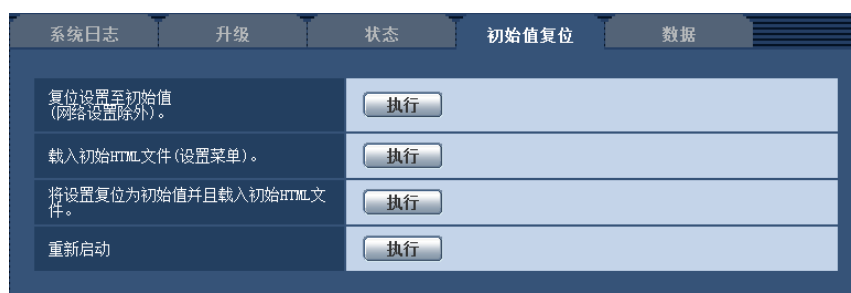 系统日志 升级 状态 初始值复位 数据
复位设置至初始值
(网络设置除外)。
执行
载入初始HTML文件(设置菜单)。
执行
将设置复位为初始值并且载入初始HTML文
件。
执行
重新启动
执行